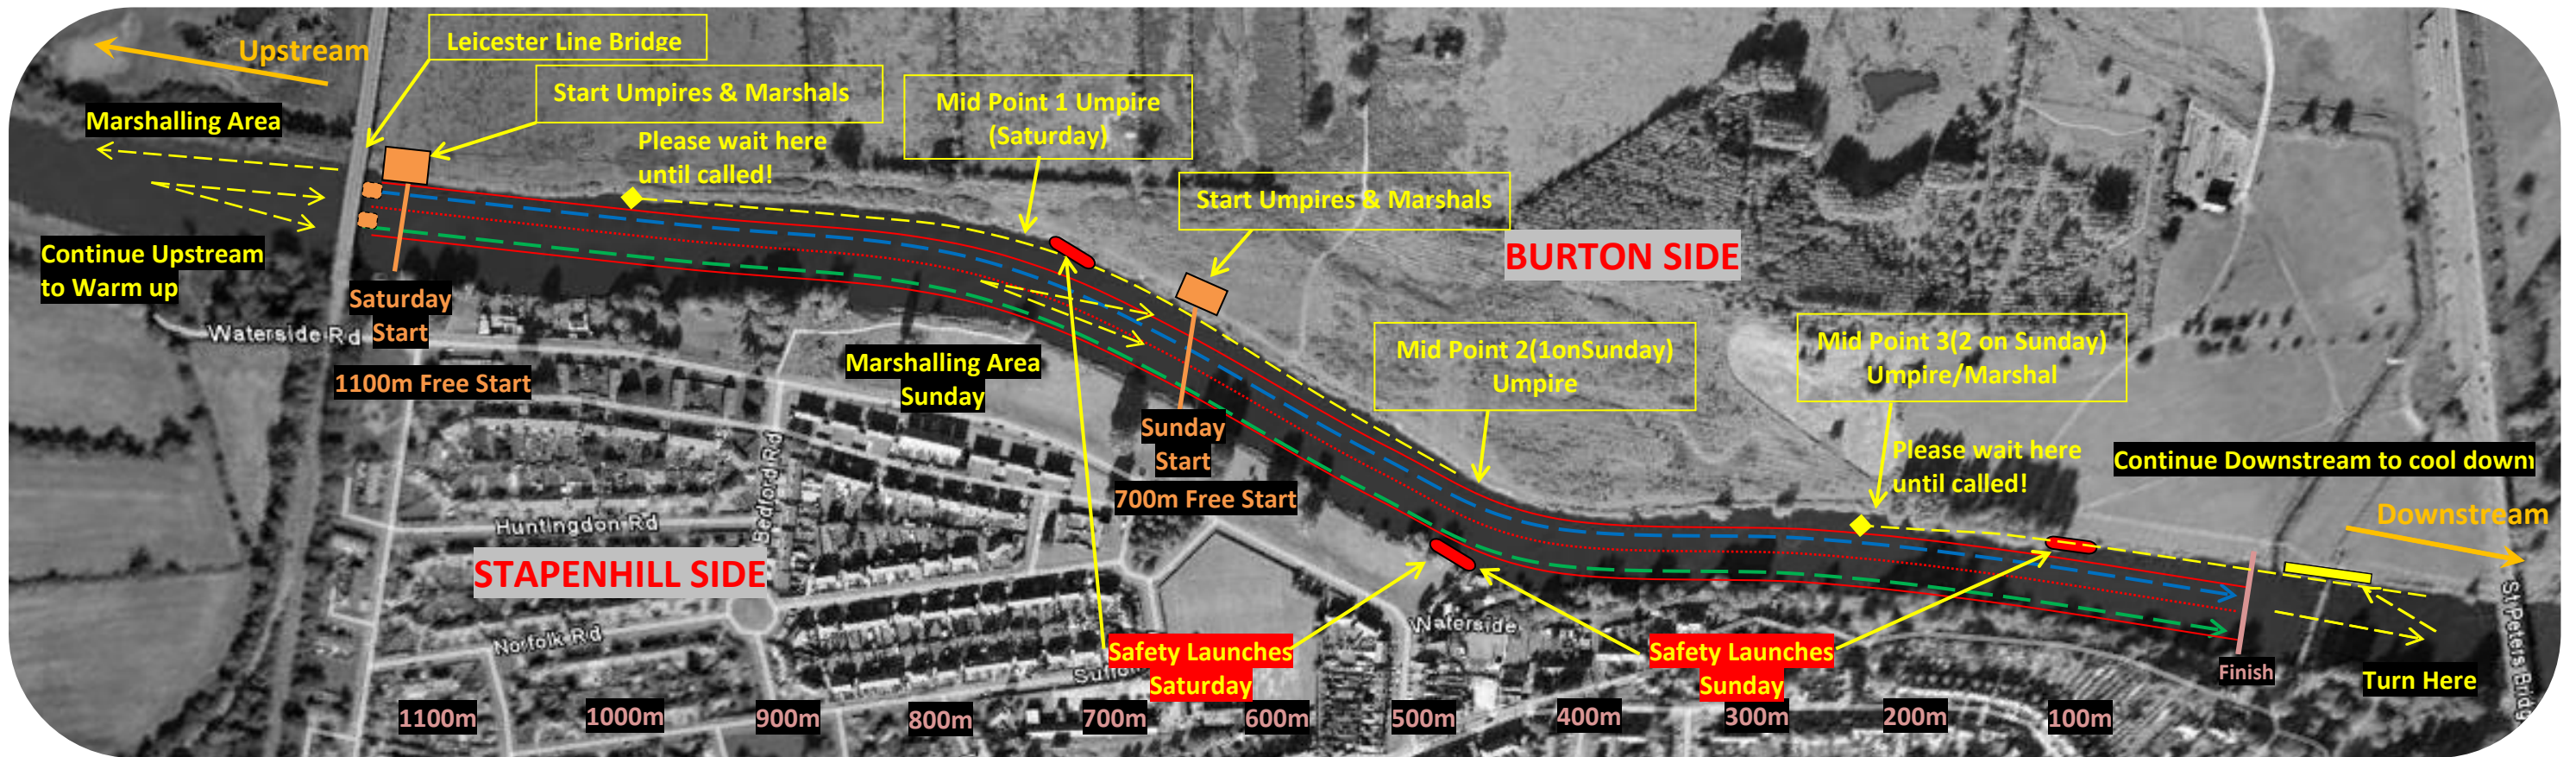 Upstream
Leicester Line Bridge
Start Umpires & Marshals
Marshalling Area
Mid Point 1 Umpire
(Saturday)
Please wait here
until called!
Start Umpires & Marshals
BURTON SIDE
Continue Upstream
to Warm up
Saturday
Start
Waterside Rd
1100m Free Start
Marshalling Area
Sunday
Mid Point 2(1onSunday)
Umpire
Mid Point 3(2 on Sunday)
Umpire/Marshal
Sunday
Start
700m Free Start
Please wait here
until called!
Continue Downstream to cool down
Downstream
Bedford Rd
Huntingdon Rd
STAPENHILL SIDE
Norfolk Rd
Waterside
St Peters Bridg
Safety Launches
Saturday
Safety Launches
Sunday
Finish
Turn Here
1100m
1000m
900m
800m
700m
600m
500m
400m
300m
200m
100m